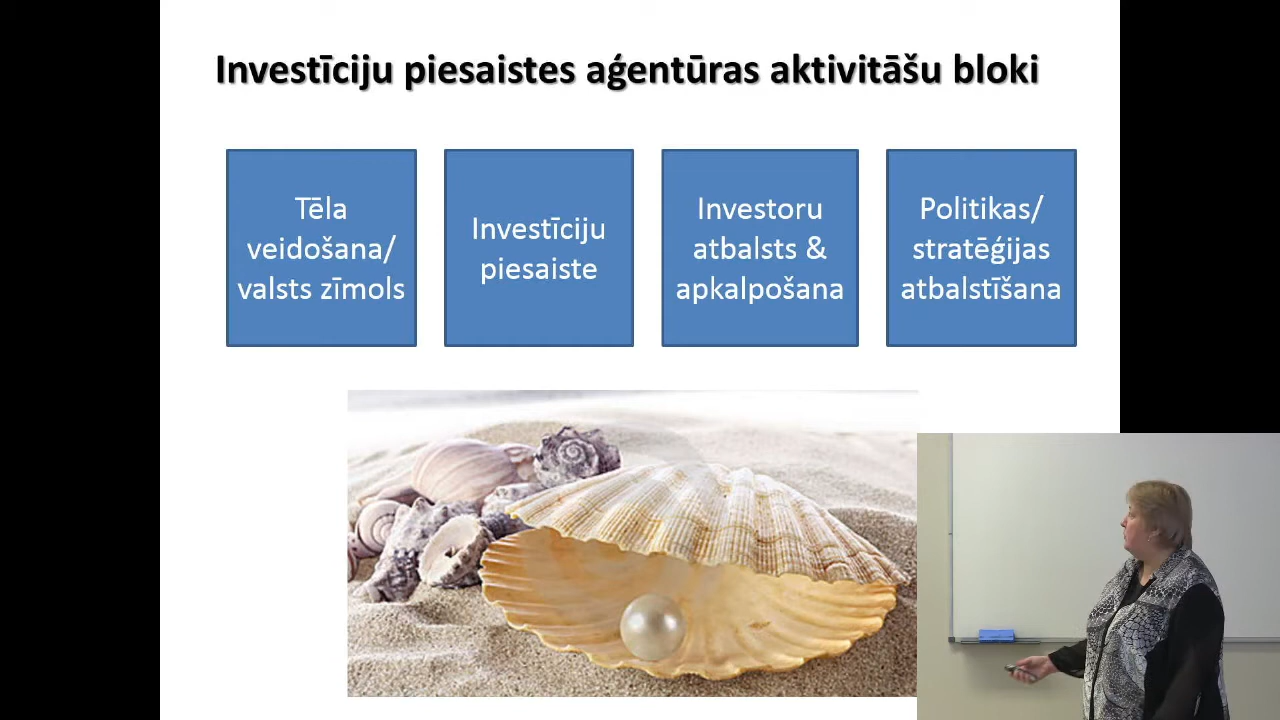 Investīciju piesaistes aģentūras aktivitāšu bloki
Tēla
veidošana/
valsts zīmols
Investīciju
piesaiste
Investoru
atbalsts &
apkalpošana
Politikas/
stratēģijas
atbalstīšana